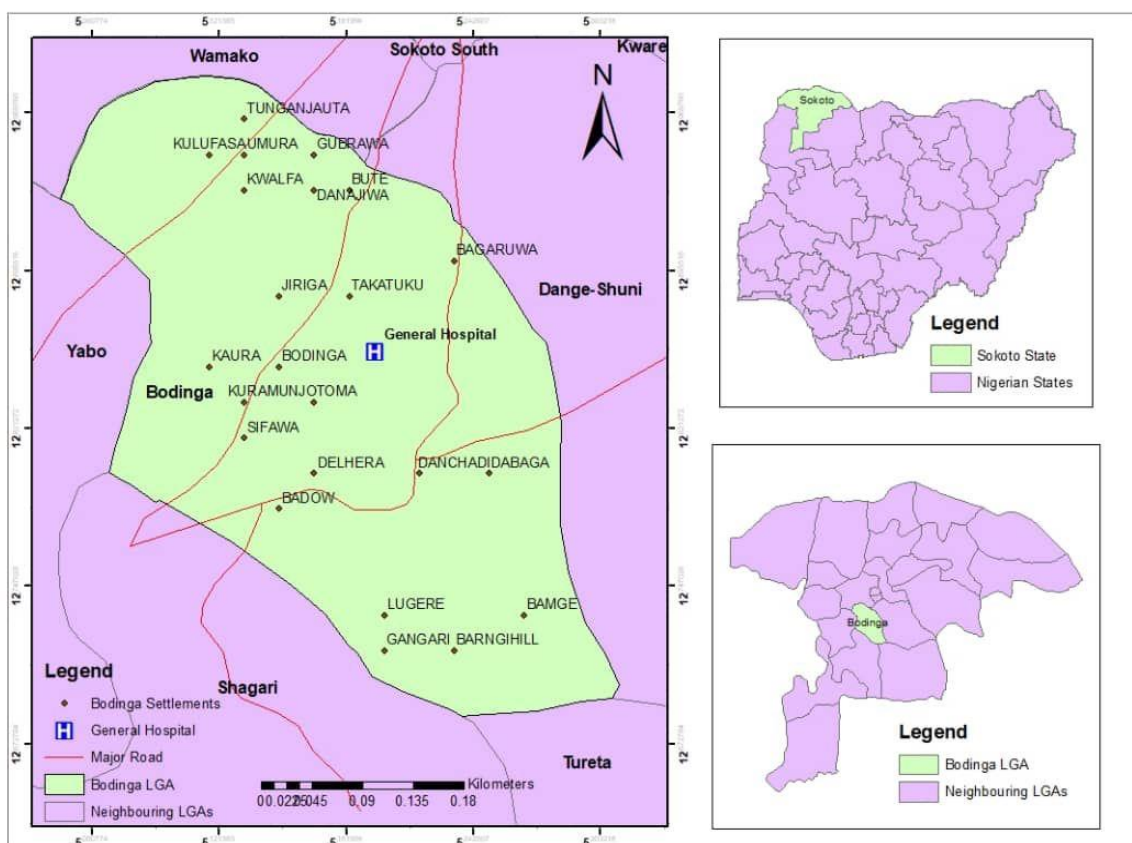 Wamako
Sokoto South
Kware
N
TUNGANJAUTA
KULUFASAUMURA
GUBRAWA
KWALFA
BUTE
DANAJIWA
BAGARUWA
JIRIGA
TAKATUKU
Dange-Shuni
General Hospital
H
Yabo
KAURA
BODINGA
Bodinga
KURAMUNJOTOMA
SIFAWA
DELHERA
DANCHADIDABAGA
BADOW
LUGERE
BAMGE
GANGARI
BARNGIHILL
Shagari
Tureta
Legend
Bodinga Settlements
H General Hospital
Major Road
Bodinga LGA
Neighbouring LGAs
Kilometers
0.09 0.135 0.18
Sokoto
Legend
Sokoto State
Nigerian States
Bodinga
Legend
Bodinga LGA
Neighbouring LGAs